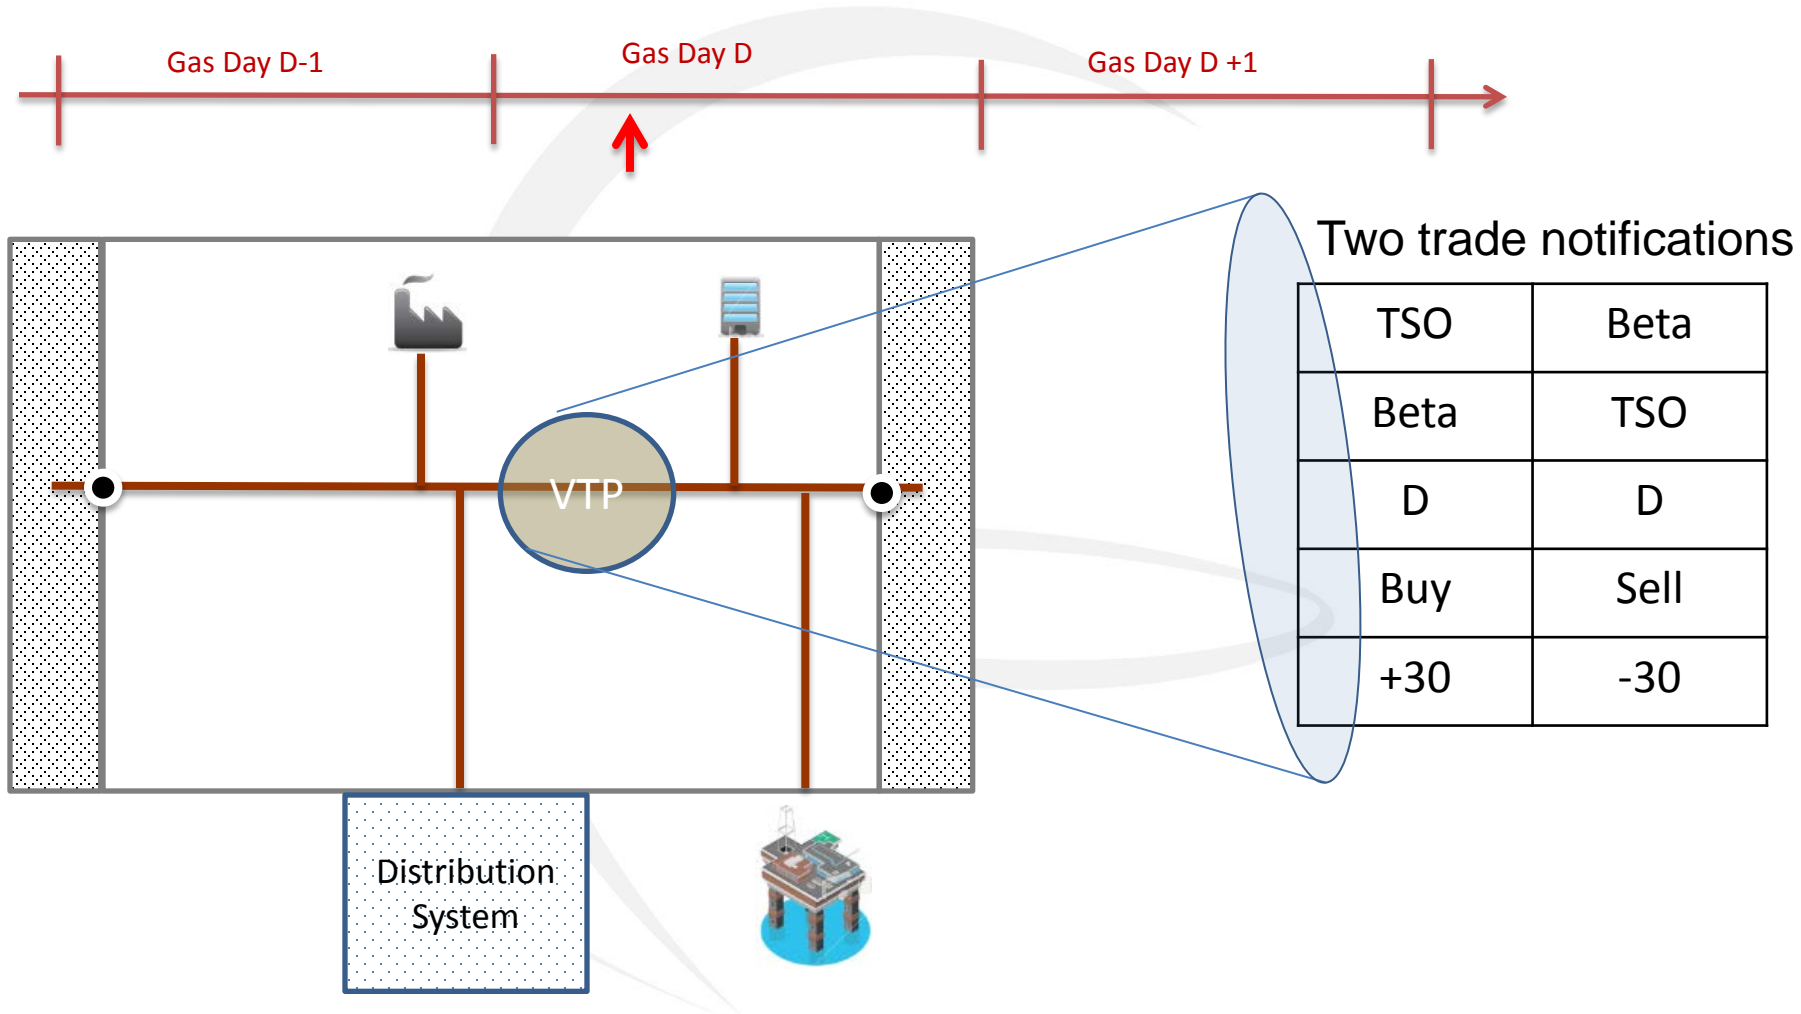 Gas Day D-1
Gas Day D
Gas Day D +1
Two trade notifications
TSO Beta
Beta TSO
D D
Buy Sell
+30 -30
VTP
Distribution
System